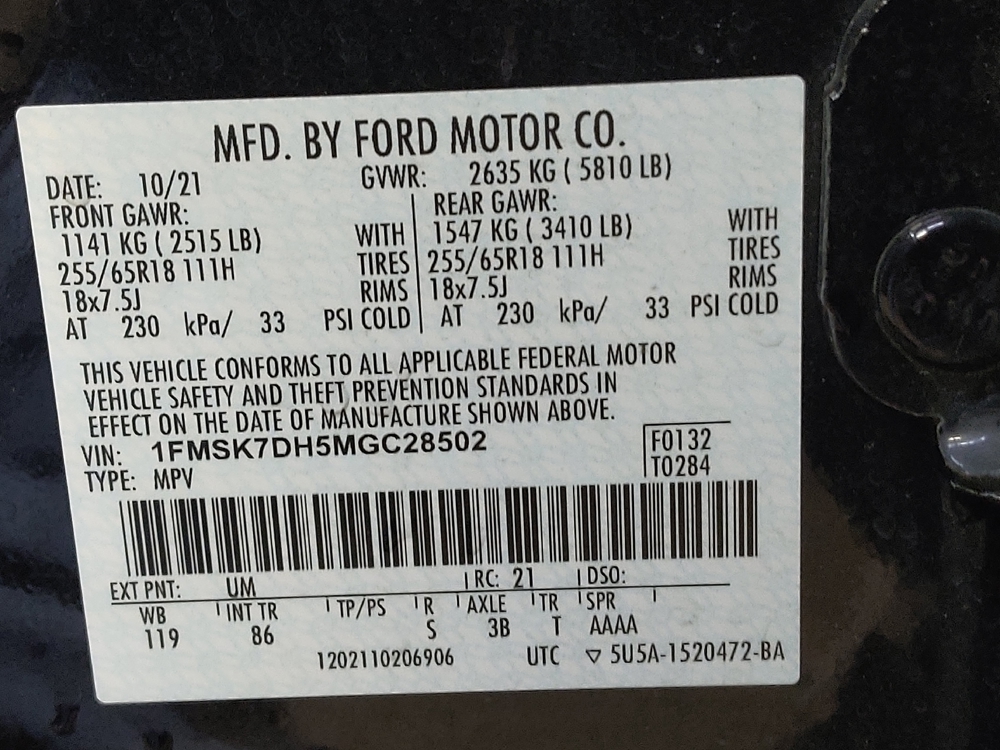 MFD. BY FORD MOTOR CO.
DATE: 10/21 GVWR: 2635 KG ( 5810 LB)
FRONT GAWR: REAR GAWR:
1141 KG ( 2515 LB) WITH 1547 KG ( 3410 LB) WITH
255/65R18 111H TIRES 255/65R18 111H TIRES
18x7.5J RIMS 18x7.5J RIMS
AT 230 kPa/ 33 PSI COLD AT 230 kPa/ 33 PSI COLD
THIS VEHICLE CONFORMS TO ALL APPLICABLE FEDERAL MOTOR
VEHICLE SAFETY AND THEFT PREVENTION STANDARDS IN
EFFECT ON THE DATE OF MANUFACTURE SHOWN ABOVE.
VIN: 1FMSK7DH5MGC28502 F0132
TYPE: MPV T0284
EXT PNT: UM RC: 21 DSO:
WB INT TR TP/PS R AXLE TR SPR
119 86 S 3B T AAAA
1202110206906 UTC ▽ 5U5A-1520472-BA